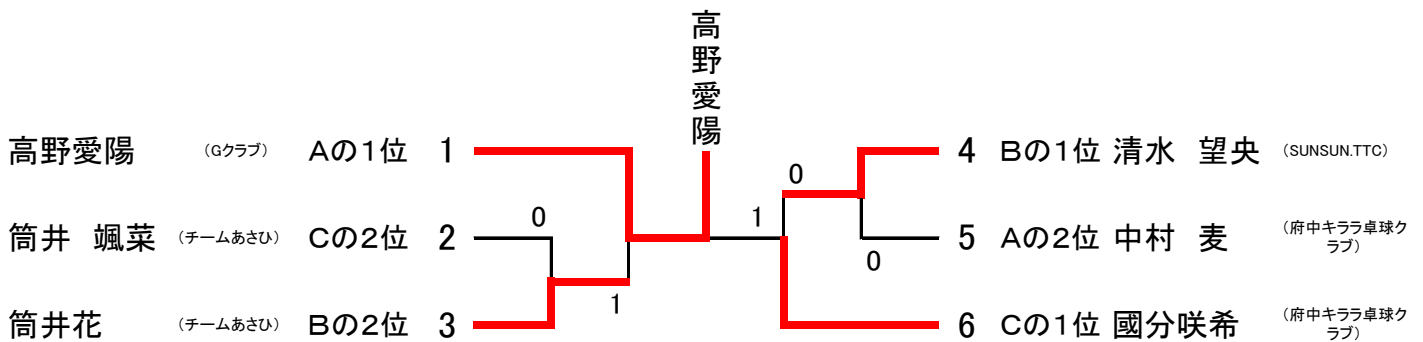 高野愛陽
高野愛陽 (Gクラブ) Aの1位 1
筒井 颯菜 (チームあさひ) Cの2位 2
筒井花 (チームあさひ) Bの2位 3
0
1
1
0
0
4 Bの1位 清水 望央 (SUNSUN.TTC)
5 Aの2位 中村 麦 (府中キララ卓球ク
ラブ)
6 Cの1位 國分咲希 (府中キララ卓球ク
ラブ)